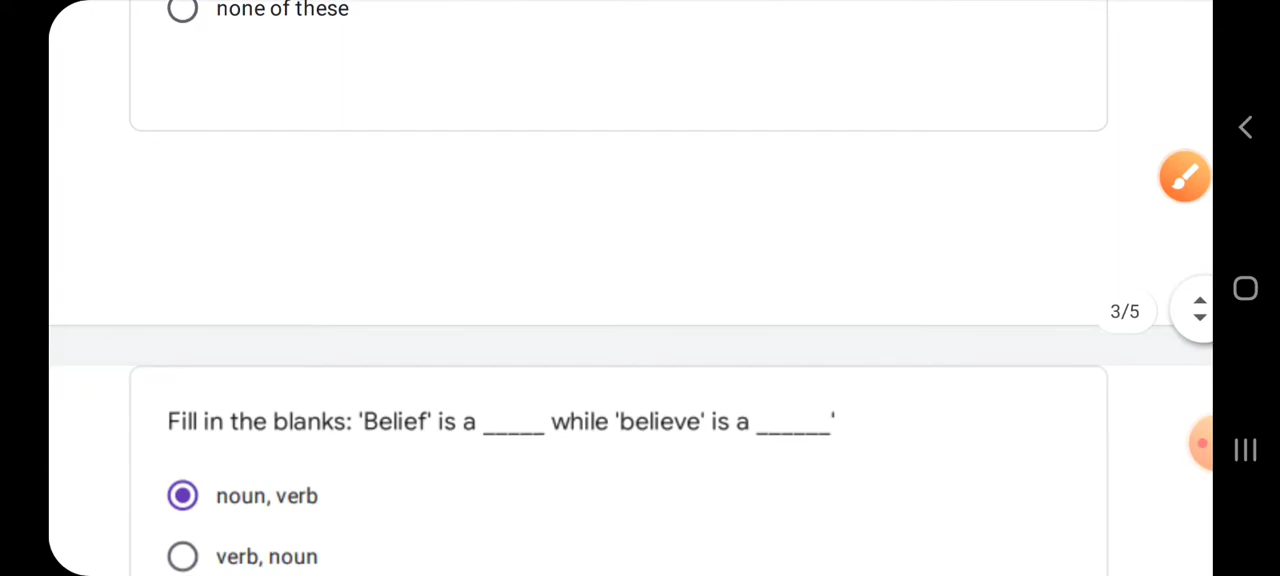 none of these
3/5
Fill in the blanks: 'Belief' is a _____ while 'believe' is a ______'
noun, verb
verb, noun